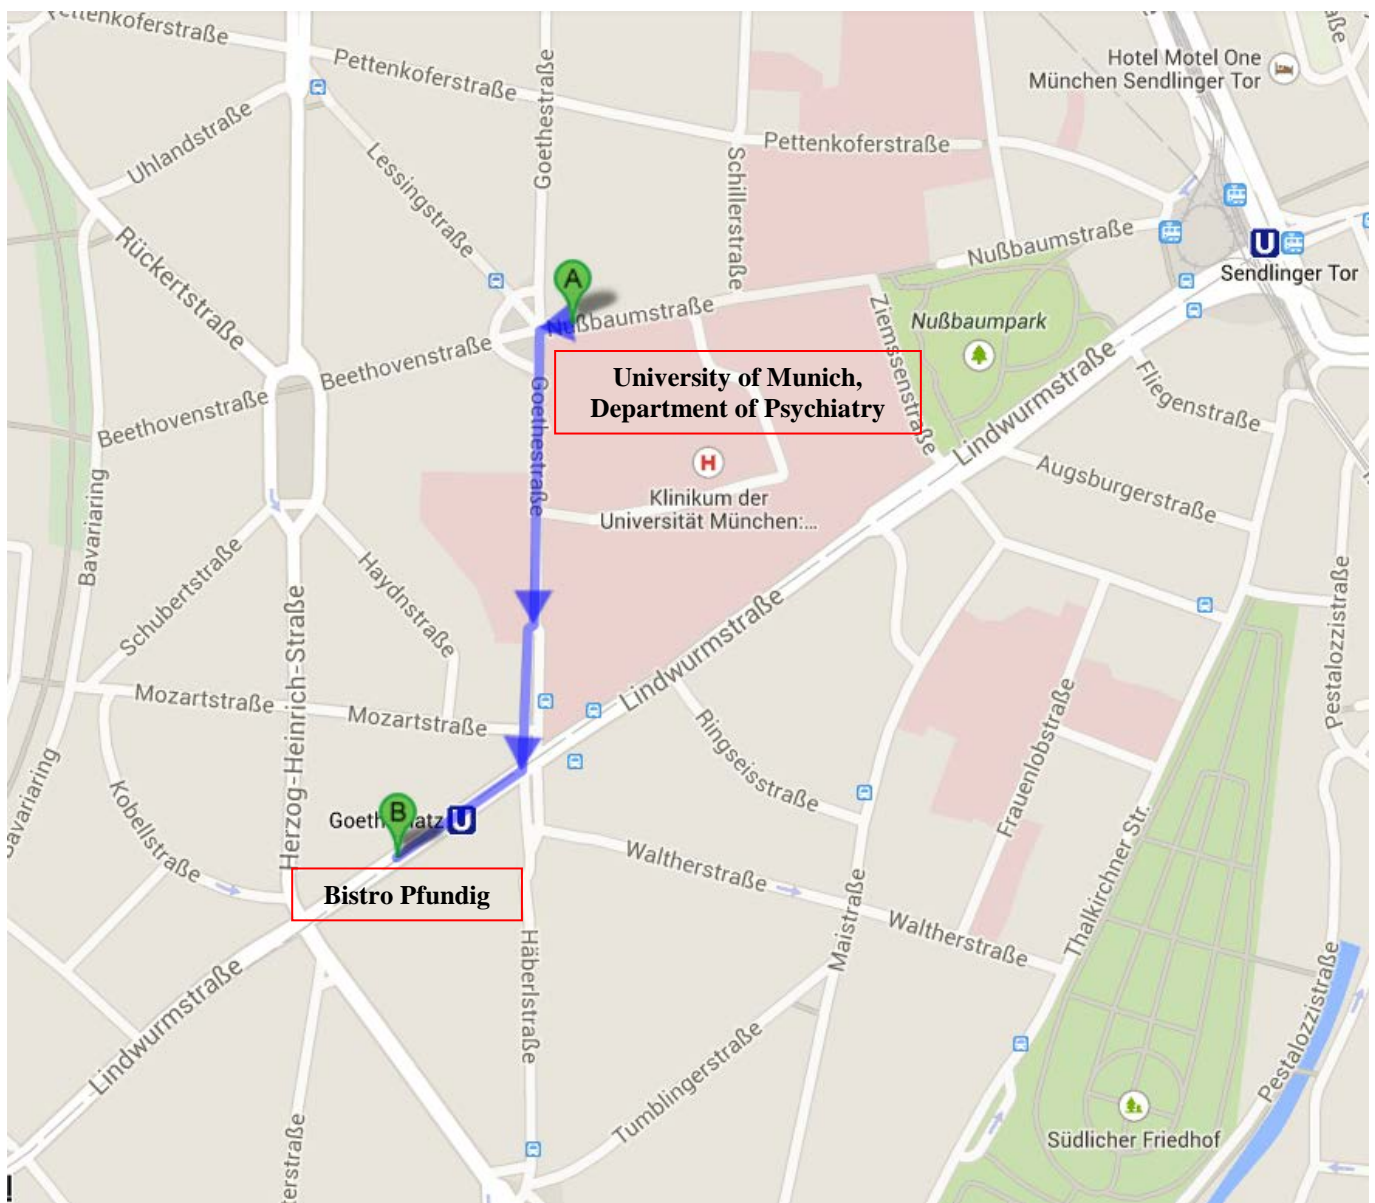 ettenkoferstraße
Pettenkoferstraße
Goethestraße
Hotel Motel One
München Sendlinger Tor
Uhlandstraße
Lessingstraße
Schillerstraße
Pettenkoferstraße
Rückertstraße
A
Nußbaumstraße
Nußbaumstraße
U
Sendlinger Tor
Ziemssenstraße
Nußbaumpark
Beethovenstraße
Beethovenstraße
Goethestraße
University of Munich,
Department of Psychiatry
Lindwurmstraße
Fliegenstraße
H
Klinikum der
Universität München:...
Augsburgerstraße
Bavariaring
Schubertstraße
Haydnstraße
Herzog-Heinrich-Straße
Lindwurmstraße
Pestalozzistraße
Mozartstraße
Mozartstraße
Ringseisstraße
Frauenlobstraße
Bavariaring
Kobellstraße
B
U
Bistro Pfundig
Waltherstraße
Waltherstraße
Maistraße
Thalkirchner Str.
Häberlstraße
Lindwurmstraße
Tumblingerstraße
Pestalozzistraße
Südlicher Friedhof
terstraße